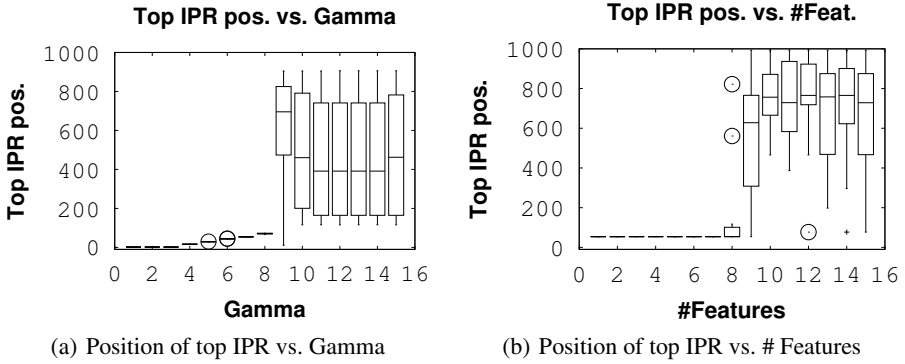 Top IPR pos. vs. Gamma
Top IPR pos.
1000
800
600
400
200
0
0 2 4 6 8 10 12 14 16
Gamma
(a) Position of top IPR vs. Gamma
Top IPR pos. vs. #Feat.
Top IPR pos.
1000
800
600
400
200
0
0 2 4 6 8 10 12 14 16
#Features
(b) Position of top IPR vs. # Features